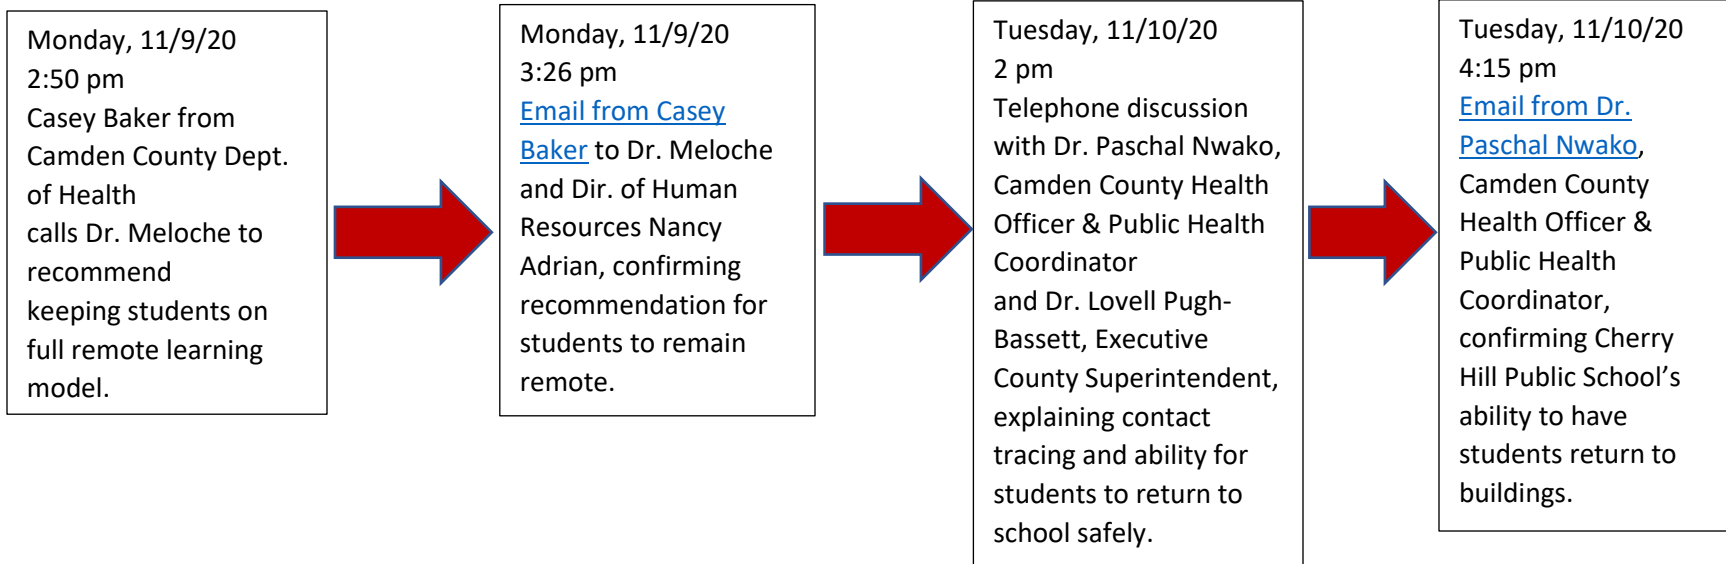 Monday, 11/9/20
2:50 pm
Casey Baker from
Camden County Dept.
of Health
calls Dr. Meloche to
recommend
keeping students on
full remote learning
model.
Monday, 11/9/20
3:26 pm
Email from Casey
Baker to Dr. Meloche
and Dir. of Human
Resources Nancy
Adrian, confirming
recommendation for
students to remain
remote.
Tuesday, 11/10/20
2 pm
Telephone discussion
with Dr. Paschal Nwako,
Camden County Health
Officer & Public Health
Coordinator
and Dr. Lovell Pugh-
Bassett, Executive
County Superintendent,
explaining contact
tracing and ability for
students to return to
school safely.
Tuesday, 11/10/20
4:15 pm
Email from Dr.
Paschal Nwako,
Camden County
Health Officer &
Public Health
Coordinator,
confirming Cherry
Hill Public School’s
ability to have
students return to
buildings.